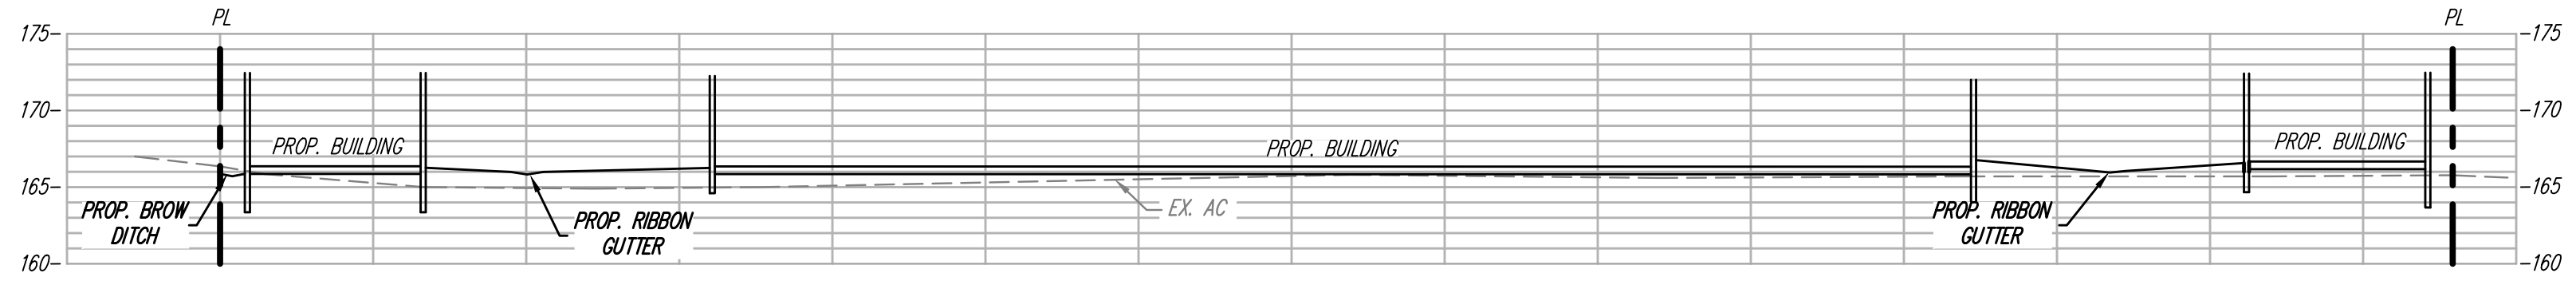 PL
PL
175
-175
170
-170
PROP. BUILDING
PROP. BUILDING
PROP. BUILDING
165
-165
PROP. BROW
DITCH
PROP. RIBBON
GUTTER
EX. AC
PROP. RIBBON
GUTTER
160
-160